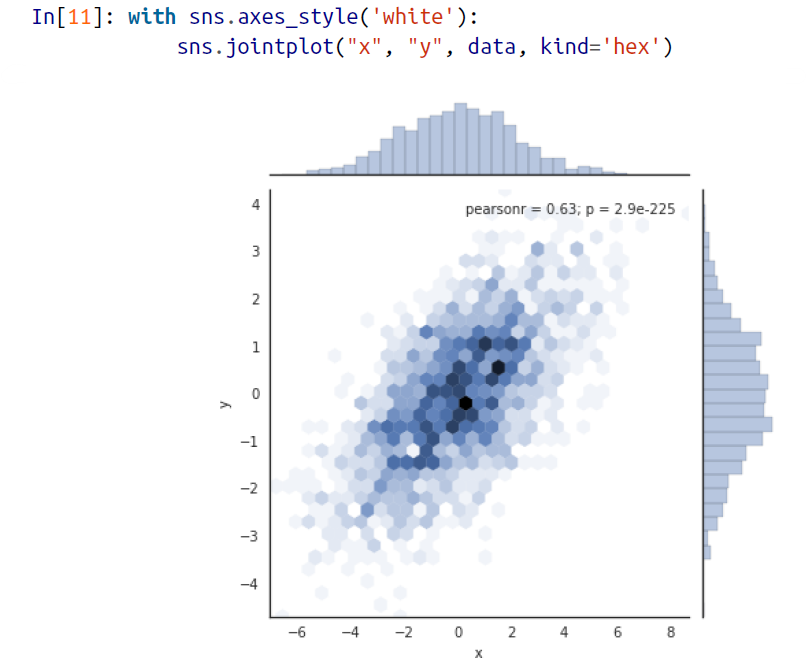 In[11]: with sns.axes_style('white'):
sns.jointplot("x", "y", data, kind='hex')
pearsonr = 0.63; p = 2.9e-225
4
3
2
1
0
−1
−2
−3
−4
y
−6 −4 −2 0 2 4 6 8
x